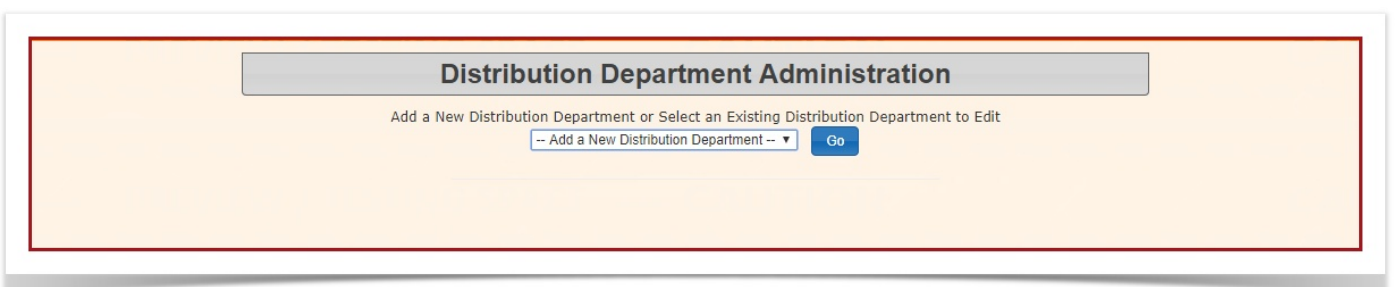 Distribution Department Administration
Add a New Distribution Department or Select an Existing Distribution Department to Edit
-- Add a New Distribution Department -- ▼ Go